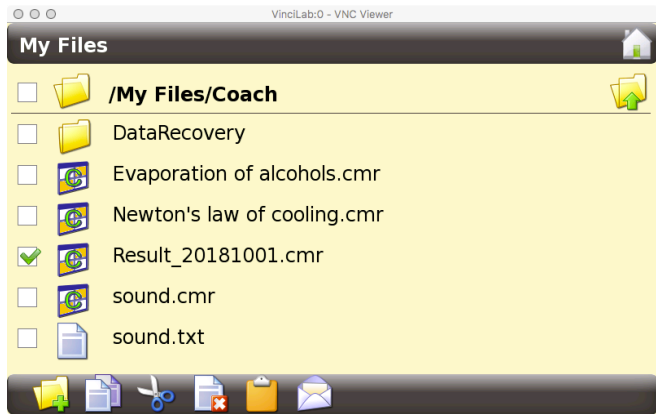 VinciLab:0 - VNC Viewer
My Files
/My Files/Coach
DataRecovery
Evaporation of alcohols.cmr
Newton's law of cooling.cmr
Result_20181001.cmr
sound.cmr
sound.txt